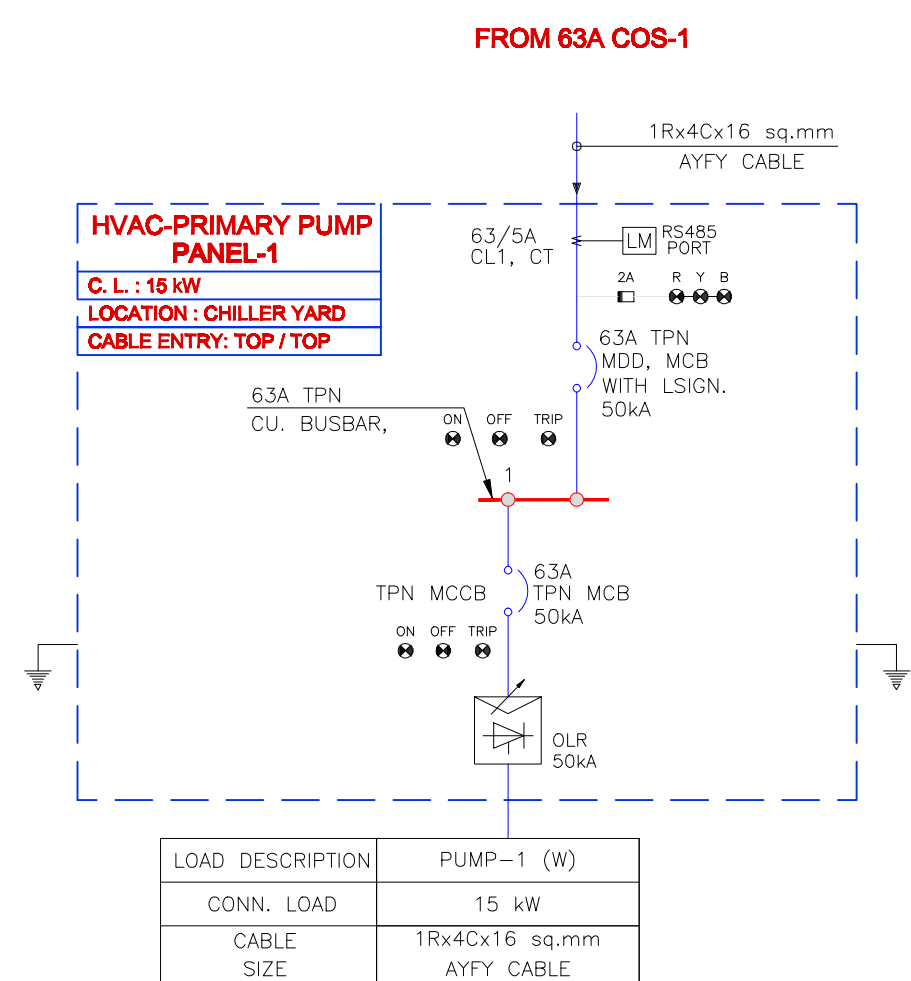 FROM 63A COS-1
1Rx4Cx16 sq.mm
AYFY CABLE
HVAC-PRIMARY PUMP
PANEL-1
C. L. : 15 kW
LOCATION : CHILLER YARD
CABLE ENTRY: TOP / TOP
63/5A
CL1, CT
LM
RS485
PORT
2A
R Y B
63A TPN
MDD, MCB
WITH LSIGN.
50kA
63A TPN
CU. BUSBAR,
ON OFF TRIP
1
TPN MCCB
63A
TPN MCB
50kA
ON OFF TRIP
OLR
50kA
LOAD DESCRIPTION PUMP-1 (W)
CONN. LOAD 15 kW
CABLE
SIZE
1Rx4Cx16 sq.mm
AYFY CABLE